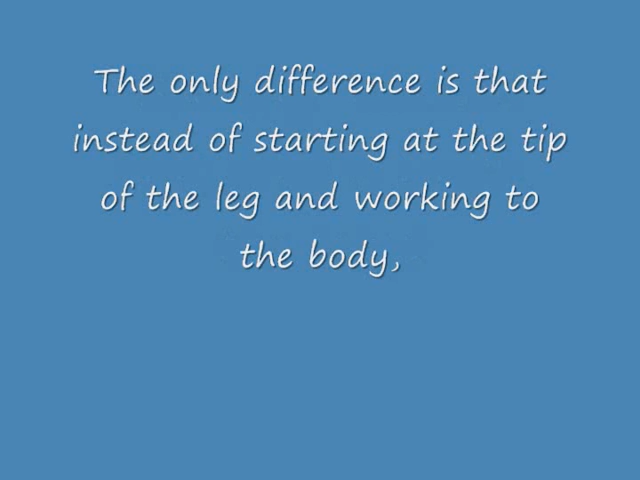 The only difference is that
instead of starting at the tip
of the leg and working to
the body,